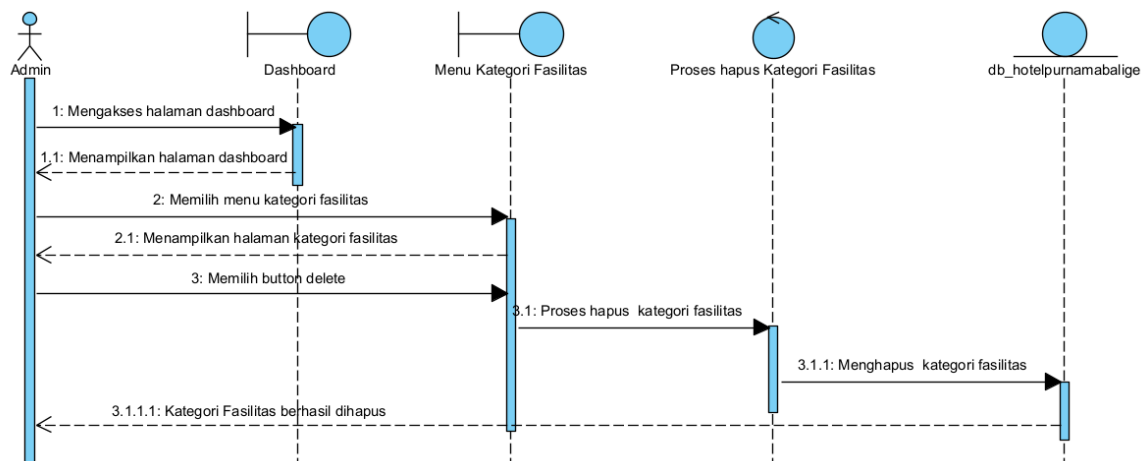 Admin
Dashboard
Menu Kategori Fasilitas
Proses hapus Kategori Fasilitas
db_hotelpurnamabalige
1: Mengakses halaman dashboard
1.1: Menampilkan halaman dashboard
2: Memilih menu kategori fasilitas
2.1: Menampilkan halaman kategori fasilitas
3: Memilih button delete
3.1: Proses hapus kategori fasilitas
3.1.1: Menghapus kategori fasilitas
3.1.1.1: Kategori Fasilitas berhasil dihapus